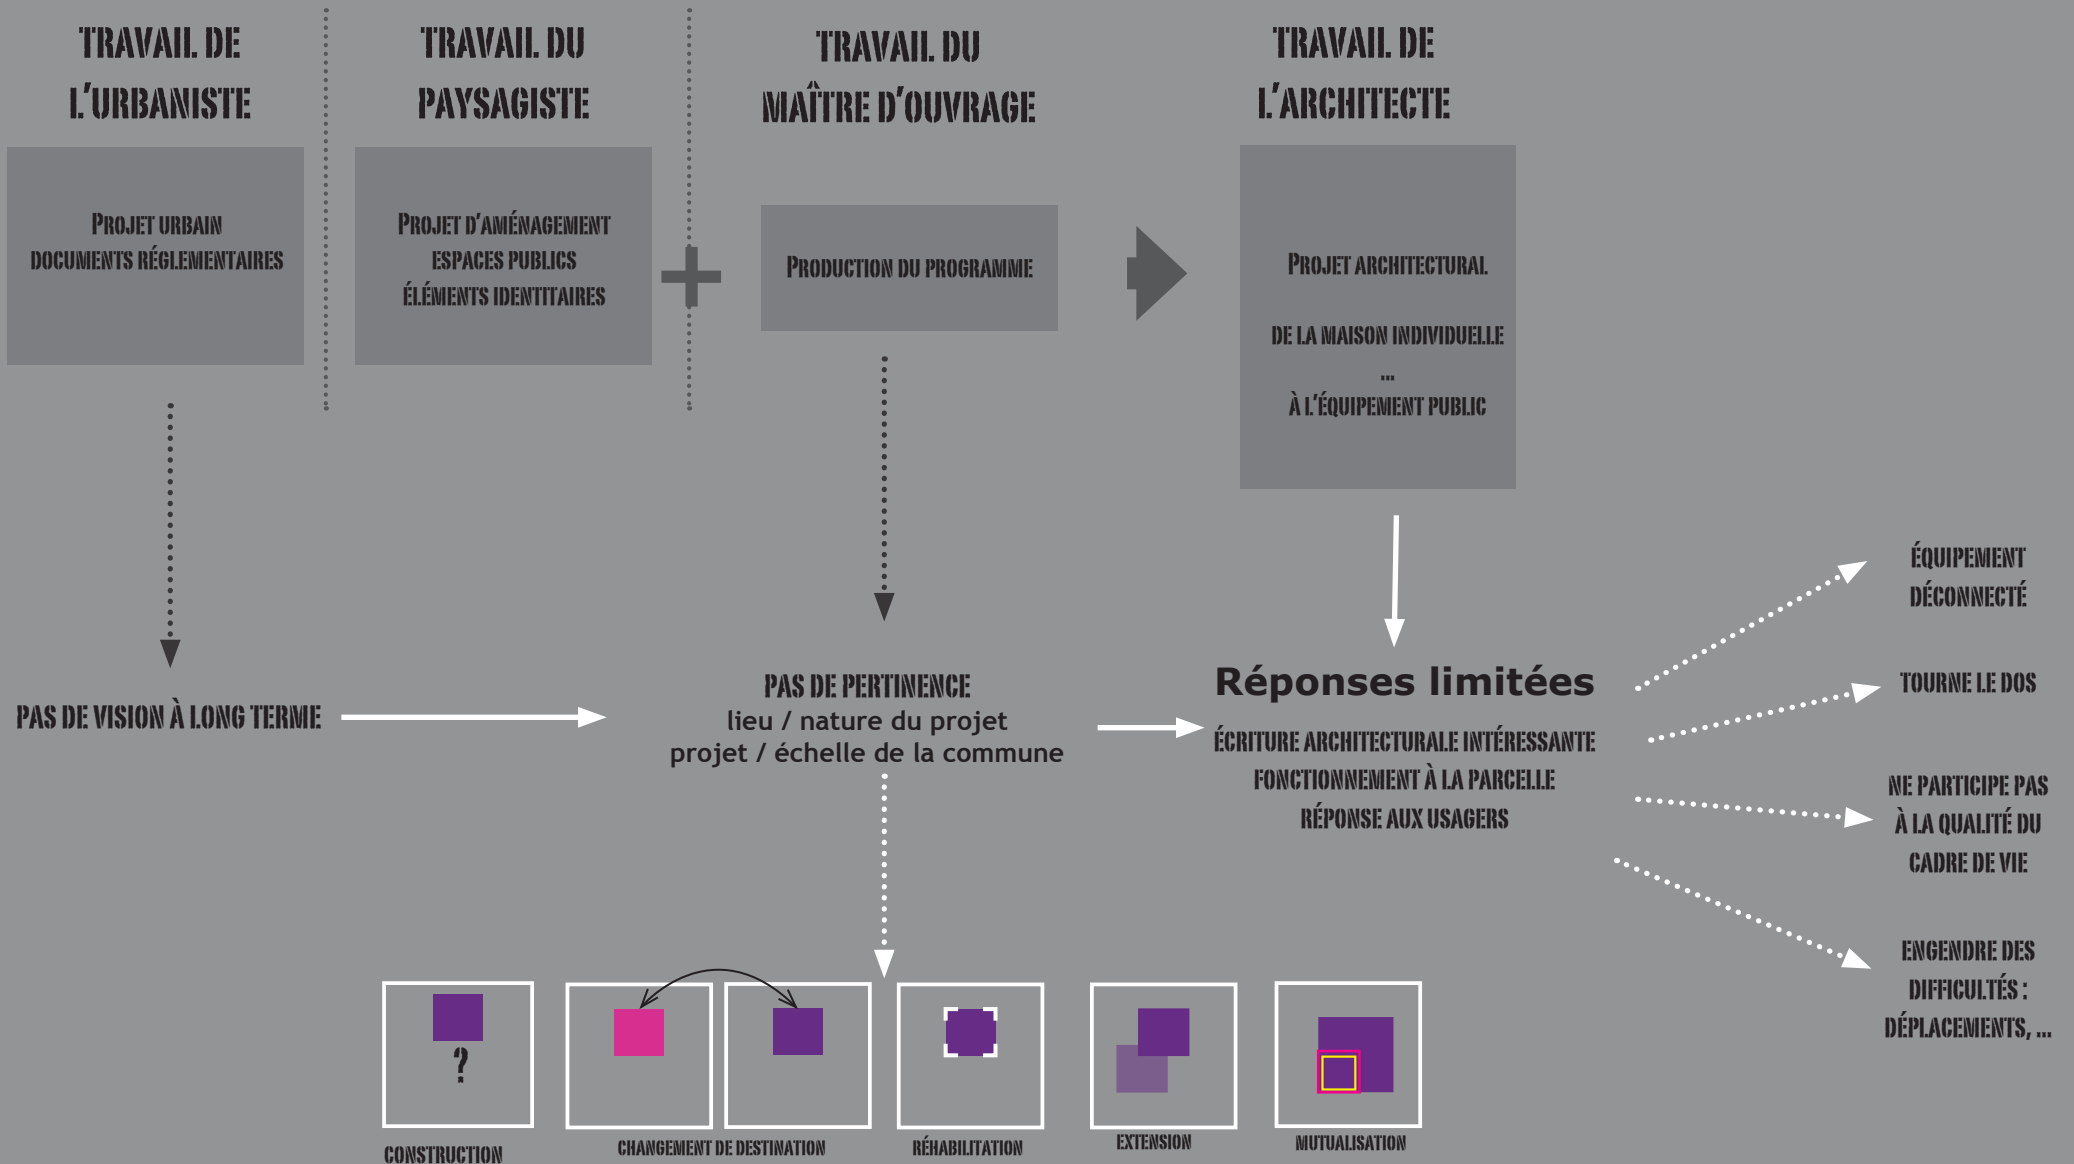 TRAVAIL DE
L'URBANISTE
TRAVAIL DU
PAYSAGISTE
TRAVAIL DU
MAÎTRE D'OUVRAGE
TRAVAIL DE
L'ARCHITECTE
PROJET URBAIN
DOCUMENTS RÉGLEMENTAIRES
PROJET D'AMÉNAGEMENT
ESPACES PUBLICS
ÉLÉMENTS IDENTITAIRES
PRODUCTION DU PROGRAMME
PROJET ARCHITECTURAL
DE LA MAISON INDIVIDUELLE
...
À L'ÉQUIPEMENT PUBLIC
PAS DE VISION À LONG TERME
PAS DE PERTINENCE
lieu / nature du projet
projet / échelle de la commune
Réponses limitées
ÉCRITURE ARCHITECTURALE INTÉRESSANTE
FONCTIONNEMENT À LA PARCELLE
RÉPONSE AUX USAGERS
ÉQUIPEMENT
DÉCONNECTÉ
TOURNE LE DOS
NE PARTICIPE PAS
À LA QUALITÉ DU
CADRE DE VIE
ENGENDRE DES
DIFFICULTÉS :
DÉPLACEMENTS, ...
?
CONSTRUCTION
CHANGEMENT DE DESTINATION
RÉHABILITATION
EXTENSION
MUTUALISATION